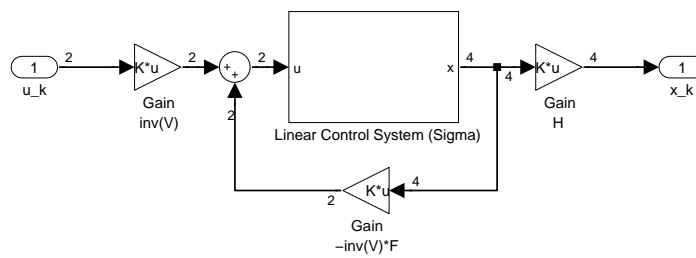 2
2
2
4
4
4
1
K*u
+
+
u
x
K*u
1
u_k
Gain
inv(V)
2
Linear Control System (Sigma)
Gain
H
x_k
K*u
2
4
Gain
−inv(V)*F